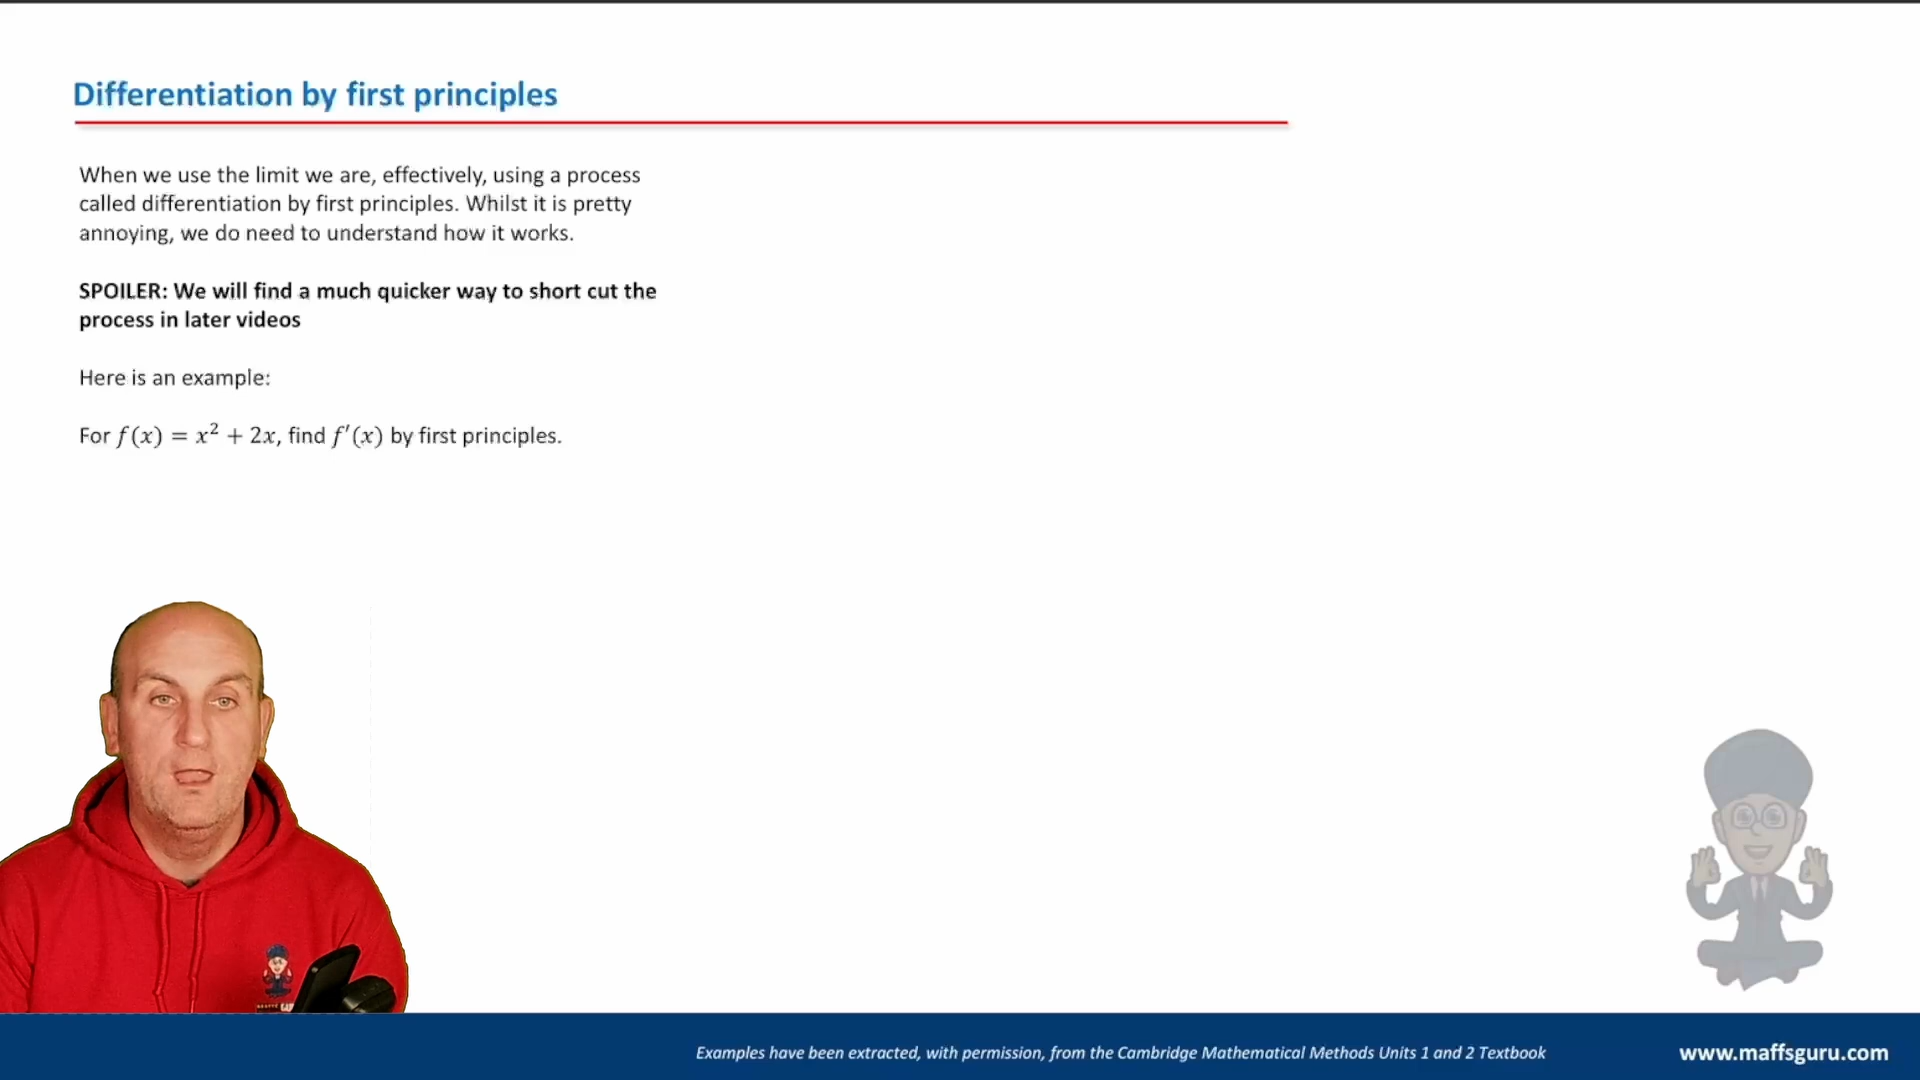 Differentiation by first principles
When we use the limit we are, effectively, using a process
called differentiation by first principles. Whilst it is pretty
annoying, we do need to understand how it works.
SPOILER: We will find a much quicker way to short cut the
process in later videos
Here is an example:
For f(x) = x² + 2x, find f′(x) by first principles.
Examples have been extracted, with permission, from the Cambridge Mathematical Methods Units 1 and 2 Textbook
www.maffsguru.com